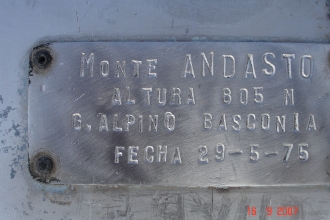 MONTE ANDASTO
ALTURA 805 M
G. ALPINO BASCONIA
FECHA 29-5-75